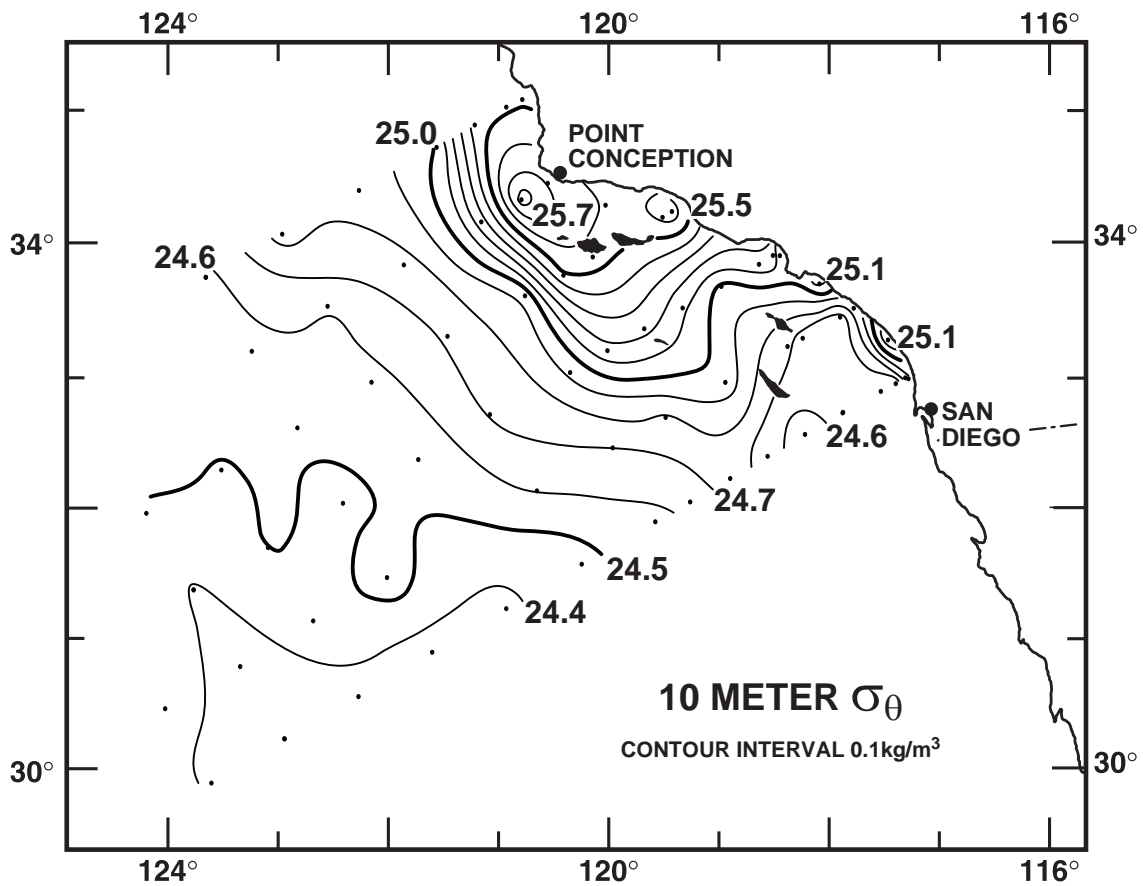 124° 120° 116°
25.0
POINT
CONCEPTION
25.7
25.5
34° 34°
24.6
25.1
25.1
SAN
DIEGO
24.6
24.7
24.5
24.4
10 METER σθ
CONTOUR INTERVAL 0.1kg/m³
30° 30°
124° 120° 116°